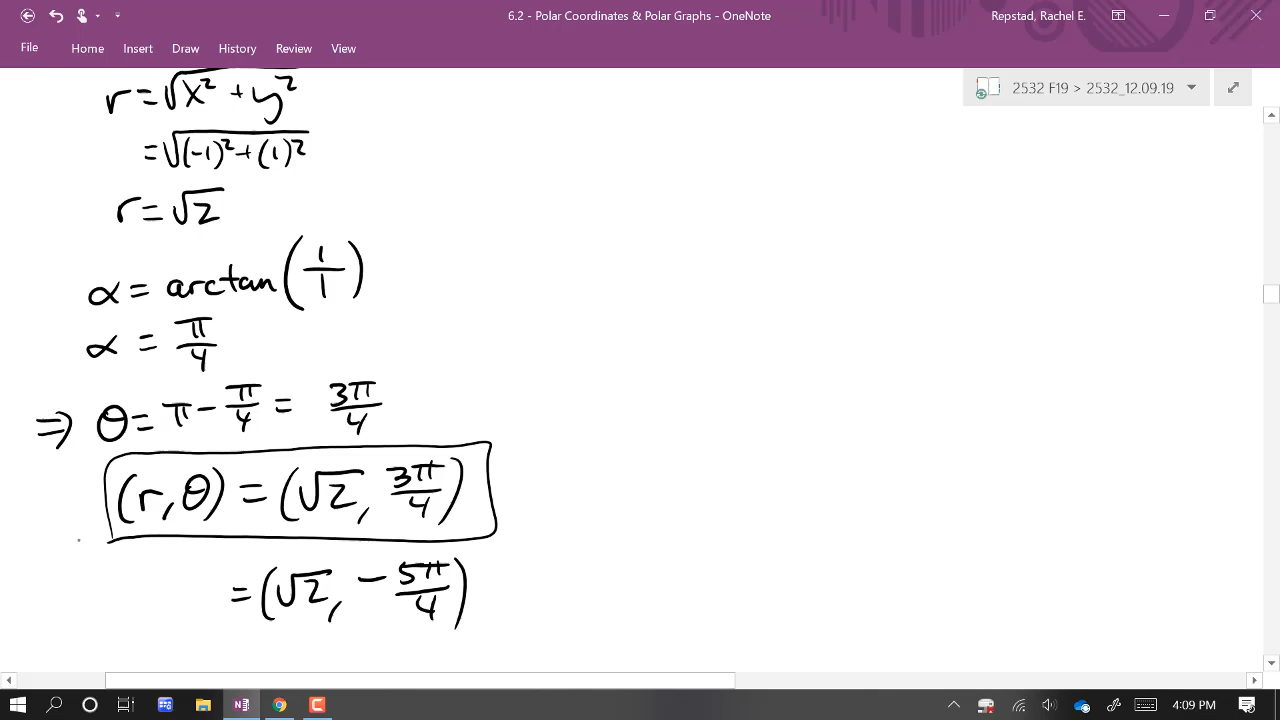 6.2 - Polar Coordinates & Polar Graphs - OneNote
Repstad, Rachel E.
File Home Insert Draw History Review View
2532 F19 > 2532_12.09.19
r = √x² + y²
= √(-1)² + (1)²
r = √2
α = arctan(1/1)
α = π/4
⇒ θ = π - π/4 = 3π/4
(r, θ) = (√2, 3π/4)
= (√2, -5π/4)
4:09 PM